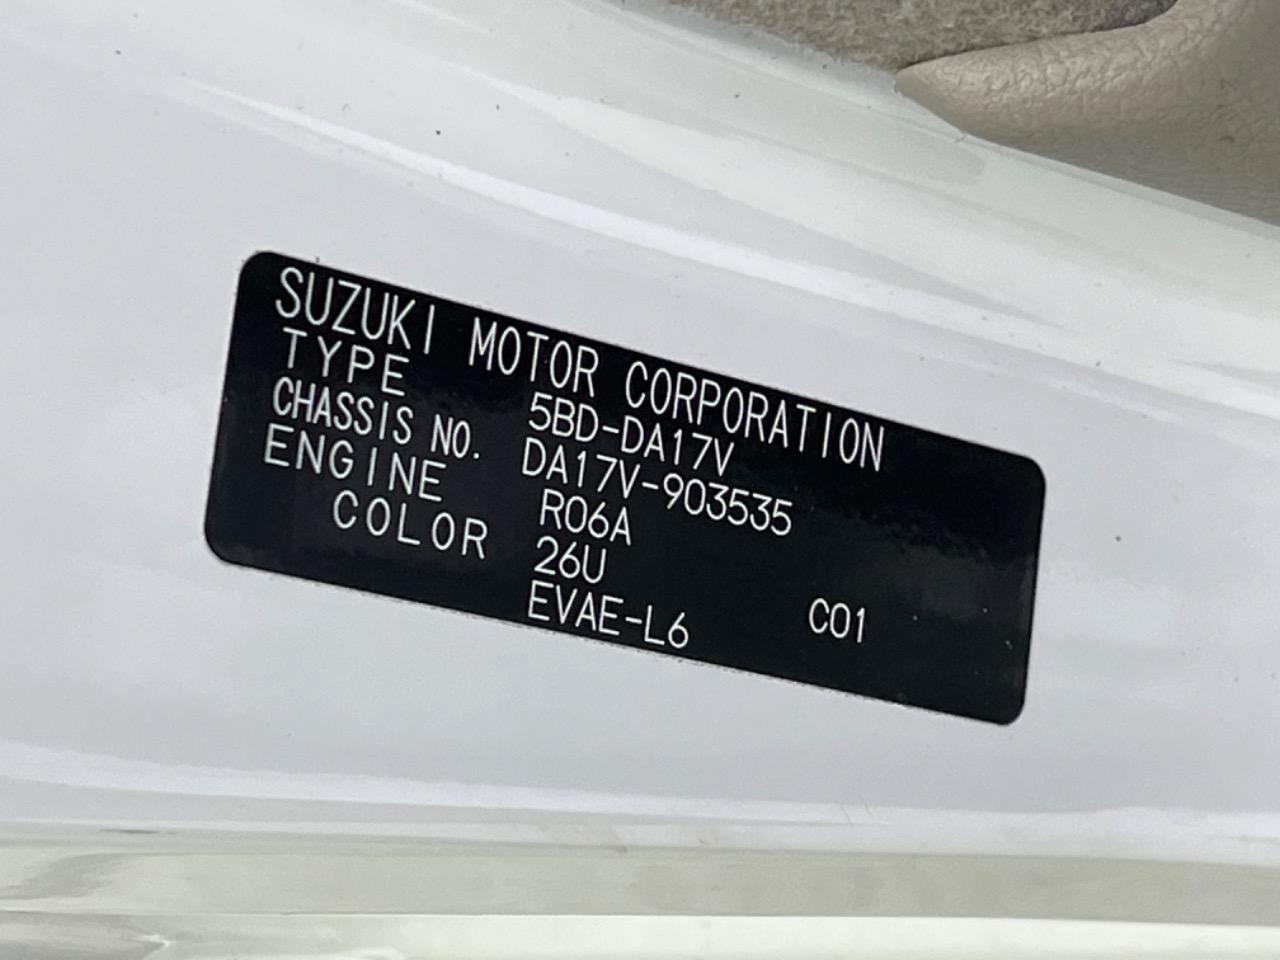 SUZUKI MOTOR CORPORATION
TYPE 5BD-DA17V
CHASSIS NO. DA17V-903535
ENGINE R06A
COLOR 26U
EVAE-L6 C01